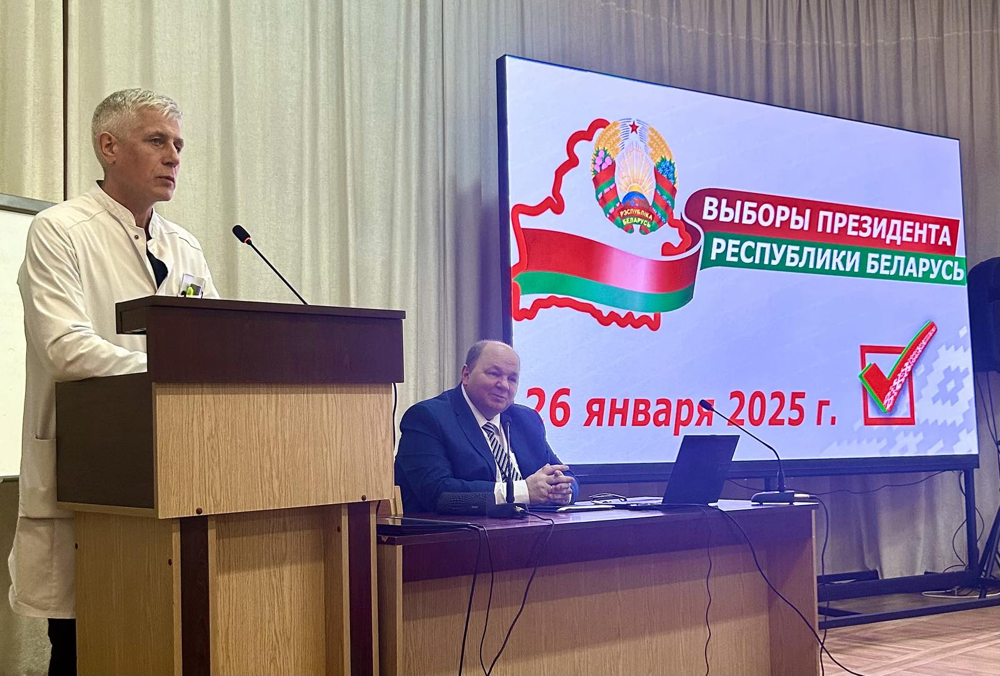 РЭСПУБЛІКА
БЕЛАРУСЬ
ВЫБОРЫ ПРЕЗИДЕНТА
РЕСПУБЛИКИ БЕЛАРУСЬ
26 января 2025 г.